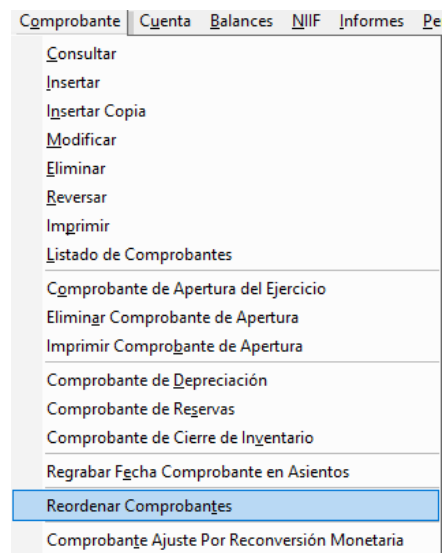 Comprobante Cuenta Balances NIIF Informes Pe
Consultar
Insertar
Insertar Copia
Modificar
Eliminar
Reversar
Imprimir
Listado de Comprobantes
Comprobante de Apertura del Ejercicio
Eliminar Comprobante de Apertura
Imprimir Comprobante de Apertura
Comprobante de Depreciación
Comprobante de Reservas
Comprobante de Cierre de Inventario
Regrabar Fecha Comprobante en Asientos
Reordenar Comprobantes
Comprobante Ajuste Por Reconversión Monetaria